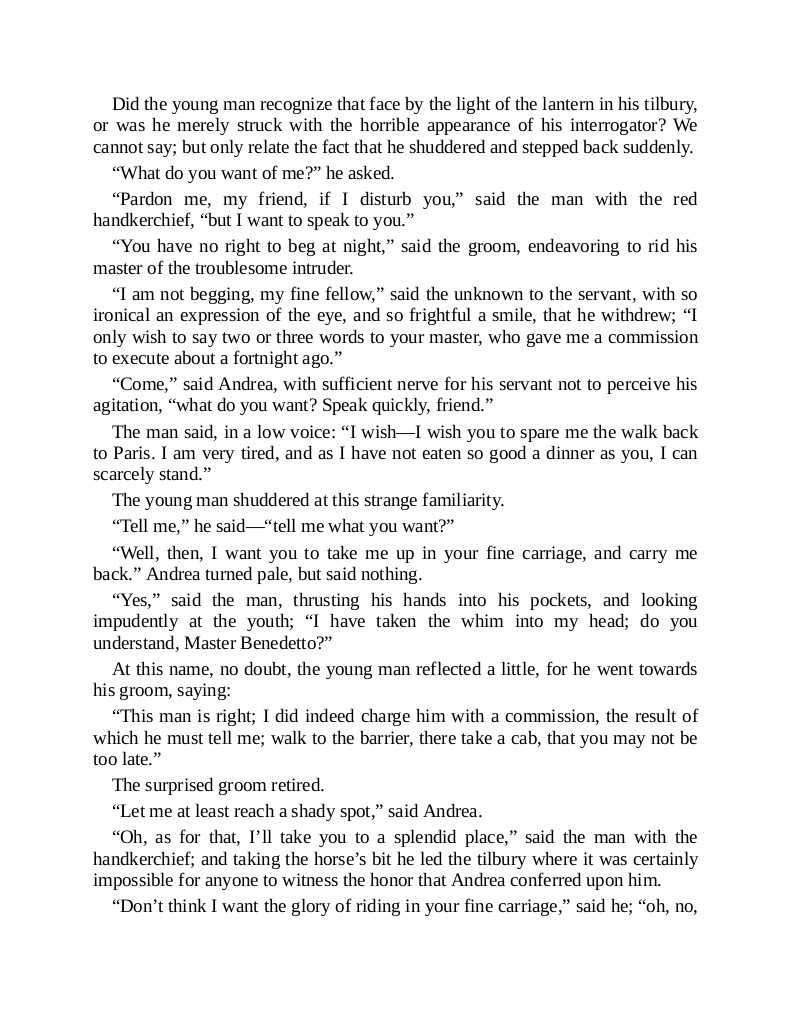 Did the young man recognize that face by the light of the lantern in his tilbury,
or was he merely struck with the horrible appearance of his interrogator? We
cannot say; but only relate the fact that he shuddered and stepped back suddenly.
“What do you want of me?” he asked.
“Pardon me, my friend, if I disturb you,” said the man with the red
handkerchief, “but I want to speak to you.”
“You have no right to beg at night,” said the groom, endeavoring to rid his
master of the troublesome intruder.
“I am not begging, my fine fellow,” said the unknown to the servant, with so
ironical an expression of the eye, and so frightful a smile, that he withdrew; “I
only wish to say two or three words to your master, who gave me a commission
to execute about a fortnight ago.”
“Come,” said Andrea, with sufficient nerve for his servant not to perceive his
agitation, “what do you want? Speak quickly, friend.”
The man said, in a low voice: “I wish—I wish you to spare me the walk back
to Paris. I am very tired, and as I have not eaten so good a dinner as you, I can
scarcely stand.”
The young man shuddered at this strange familiarity.
“Tell me,” he said—“tell me what you want?”
“Well, then, I want you to take me up in your fine carriage, and carry me
back.” Andrea turned pale, but said nothing.
“Yes,” said the man, thrusting his hands into his pockets, and looking
impudently at the youth; “I have taken the whim into my head; do you
understand, Master Benedetto?”
At this name, no doubt, the young man reflected a little, for he went towards
his groom, saying:
“This man is right; I did indeed charge him with a commission, the result of
which he must tell me; walk to the barrier, there take a cab, that you may not be
too late.”
The surprised groom retired.
“Let me at least reach a shady spot,” said Andrea.
“Oh, as for that, I’ll take you to a splendid place,” said the man with the
handkerchief; and taking the horse’s bit he led the tilbury where it was certainly
impossible for anyone to witness the honor that Andrea conferred upon him.
“Don’t think I want the glory of riding in your fine carriage,” said he; “oh, no,